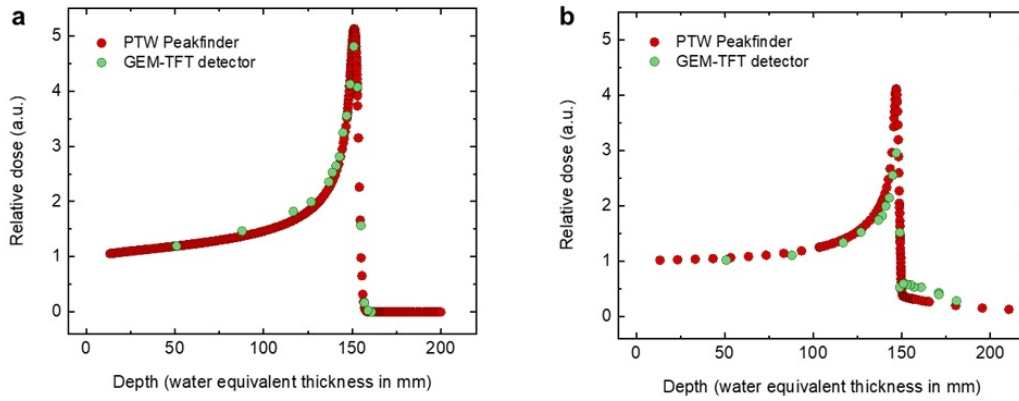 a
5
4
3
2
1
0
Relative dose (a.u.)
PTW Peakfinder
GEM-TFT detector
0 50 100 150 200
Depth (water equivalent thickness in mm)
b
5
4
3
2
1
0
Relative dose (a.u.)
PTW Peakfinder
GEM-TFT detector
0 50 100 150 200
Depth (water equivalent thickness in mm)